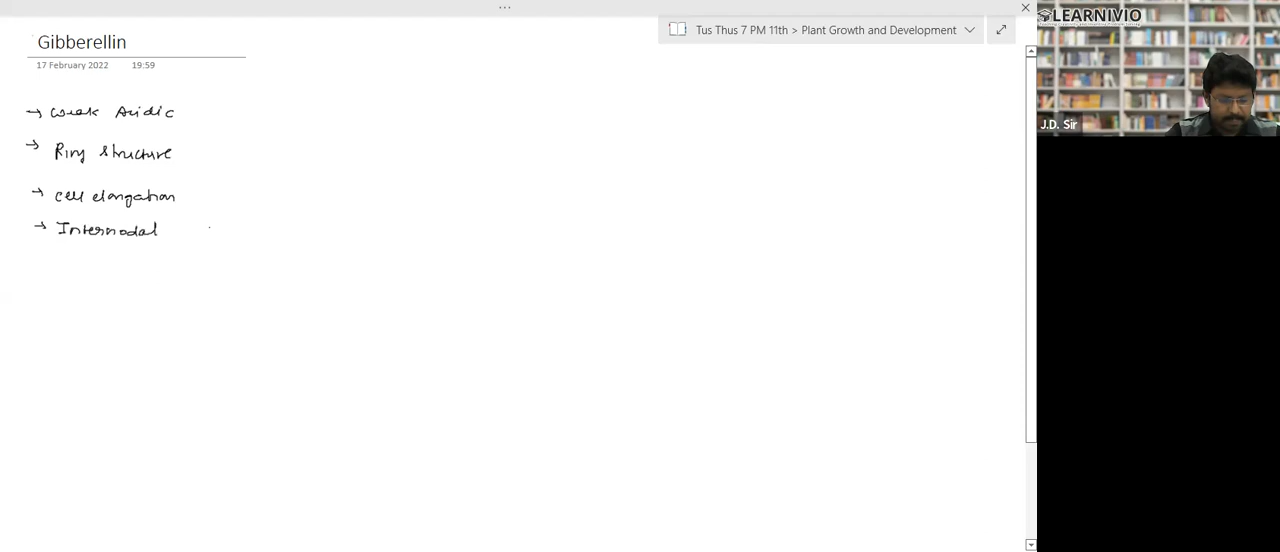 Gibberellin
17 February 2022 19:59
Tus Thus 7 PM 11th > Plant Growth and Development
LEARNIVIO
J.D. Sir
→ Weak Acidic
→ Ring structure
→ cell elongation
→ Internodal